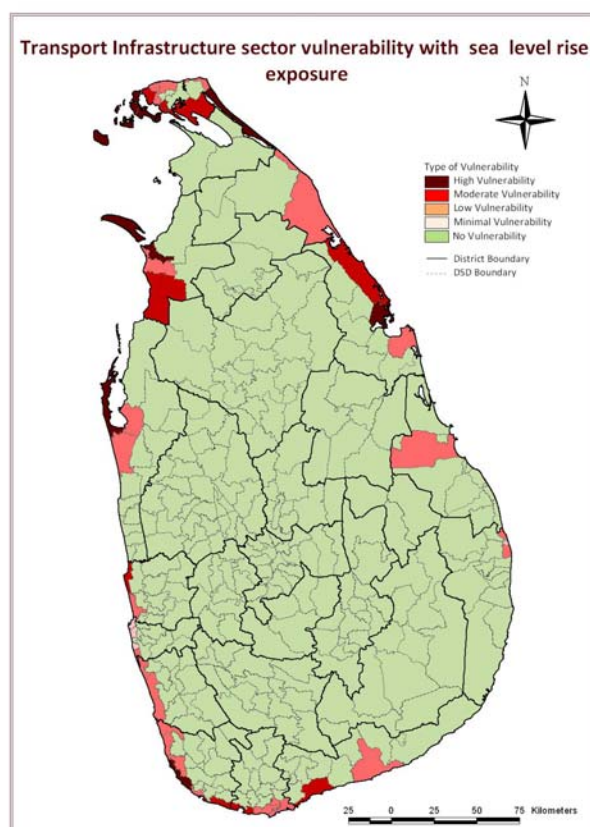 Transport Infrastructure sector vulnerability with sea level rise
exposure
N
Type of Vulnerability
High Vulnerability
Moderate Vulnerability
Low Vulnerability
Minimal Vulnerability
No Vulnerability
District Boundary
DSD Boundary
25 0 25 50 75 Kilometers